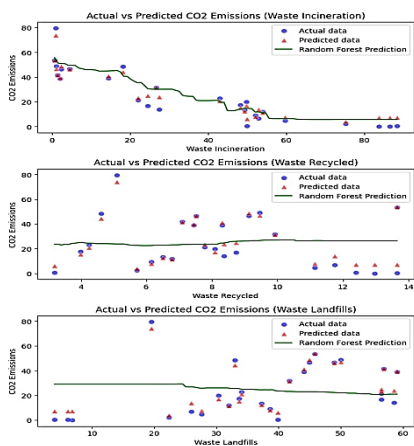 Actual vs Predicted CO2 Emissions (Waste Incineration)
Actual data
Predicted data
Random Forest Prediction
CO2 Emissions
80
60
40
20
0
0 20 40 60 80
Waste Incineration
Actual vs Predicted CO2 Emissions (Waste Recycled)
Actual data
Predicted data
Random Forest Prediction
CO2 Emissions
80
60
40
20
0
4 6 8 10 12 14
Waste Recycled
Actual vs Predicted CO2 Emissions (Waste Landfills)
Actual data
Predicted data
Random Forest Prediction
CO2 Emissions
80
60
40
20
0
10 20 30 40 50 60
Waste Landfills